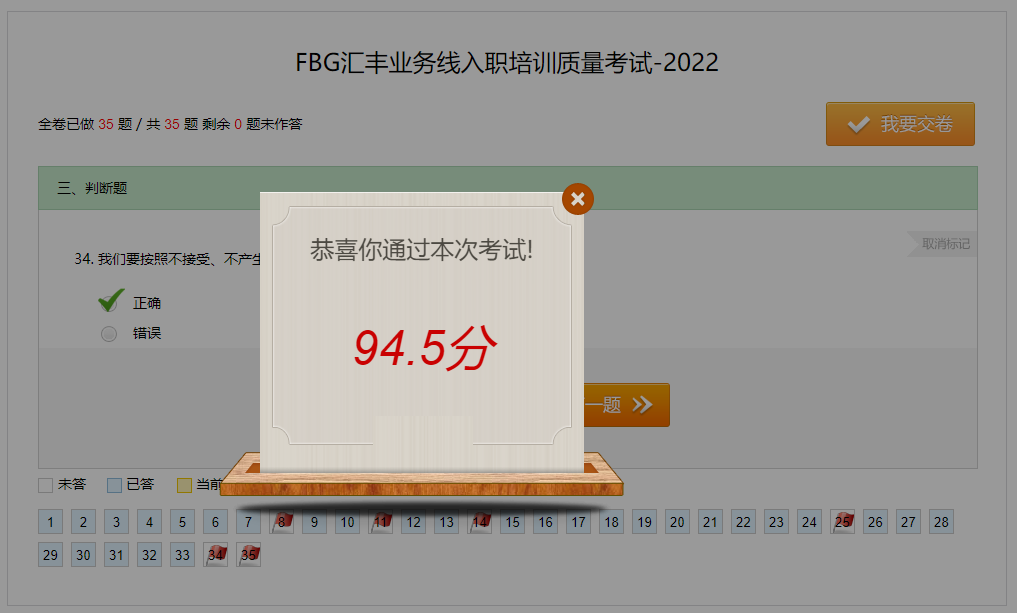 FBG汇丰业务线入职培训质量考试-2022
全卷已做 35 题 / 共 35 题 剩余 0 题未作答
我要交卷
三、判断题
取消标记
34. 我们要按照不接受、不产生
正确
错误
恭喜你通过本次考试!
94.5分
一题
未答 已答 当前
1 2 3 4 5 6 7 8 9 10 11 12 13 14 15 16 17 18 19 20 21 22 23 24 25 26 27 28
29 30 31 32 33 34 35